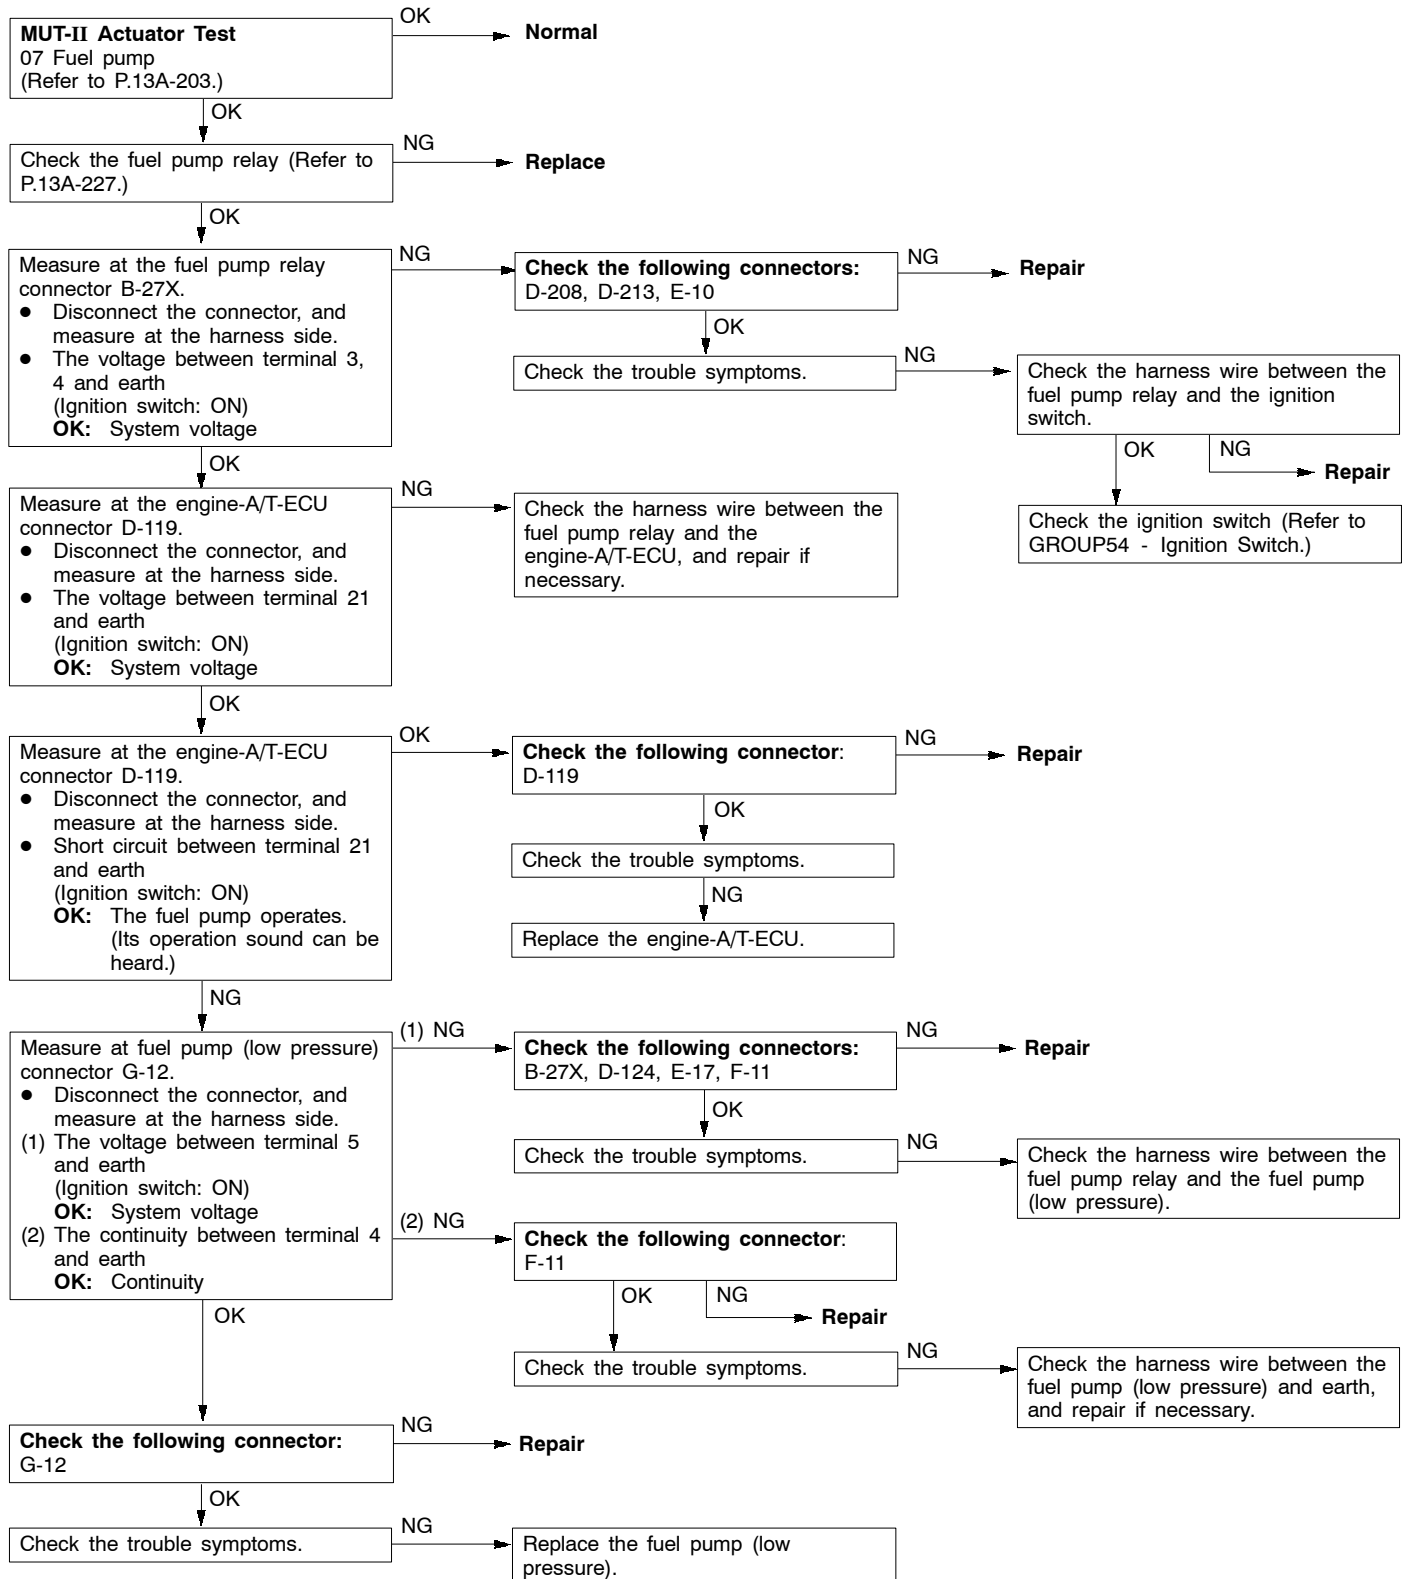 MUT-II Actuator Test
07 Fuel pump
(Refer to P.13A-203.)
OK
Normal
OK
Check the fuel pump relay (Refer to
P.13A-227.)
NG
Replace
OK
Measure at the fuel pump relay
connector B-27X.
● Disconnect the connector, and
measure at the harness side.
● The voltage between terminal 3,
4 and earth
(Ignition switch: ON)
OK: System voltage
NG
Check the following connectors:
D-208, D-213, E-10
NG
Repair
OK
Check the trouble symptoms.
NG
Check the harness wire between the
fuel pump relay and the ignition
switch.
OK
NG
Repair
Check the ignition switch (Refer to
GROUP54 - Ignition Switch.)
OK
Measure at the engine-A/T-ECU
connector D-119.
● Disconnect the connector, and
measure at the harness side.
● The voltage between terminal 21
and earth
(Ignition switch: ON)
OK: System voltage
NG
Check the harness wire between the
fuel pump relay and the
engine-A/T-ECU, and repair if
necessary.
OK
Measure at the engine-A/T-ECU
connector D-119.
● Disconnect the connector, and
measure at the harness side.
● Short circuit between terminal 21
and earth
(Ignition switch: ON)
OK: The fuel pump operates.
(Its operation sound can be
heard.)
OK
Check the following connector:
D-119
NG
Repair
OK
Check the trouble symptoms.
NG
Replace the engine-A/T-ECU.
NG
Measure at fuel pump (low pressure)
connector G-12.
● Disconnect the connector, and
measure at the harness side.
(1) The voltage between terminal 5
and earth
(Ignition switch: ON)
OK: System voltage
(2) The continuity between terminal 4
and earth
OK: Continuity
(1) NG
Check the following connectors:
B-27X, D-124, E-17, F-11
NG
Repair
OK
Check the trouble symptoms.
NG
Check the harness wire between the
fuel pump relay and the fuel pump
(low pressure).
(2) NG
Check the following connector:
F-11
OK
NG
Repair
Check the trouble symptoms.
NG
Check the harness wire between the
fuel pump (low pressure) and earth,
and repair if necessary.
OK
Check the following connector:
G-12
NG
Repair
OK
Check the trouble symptoms.
NG
Replace the fuel pump (low
pressure).